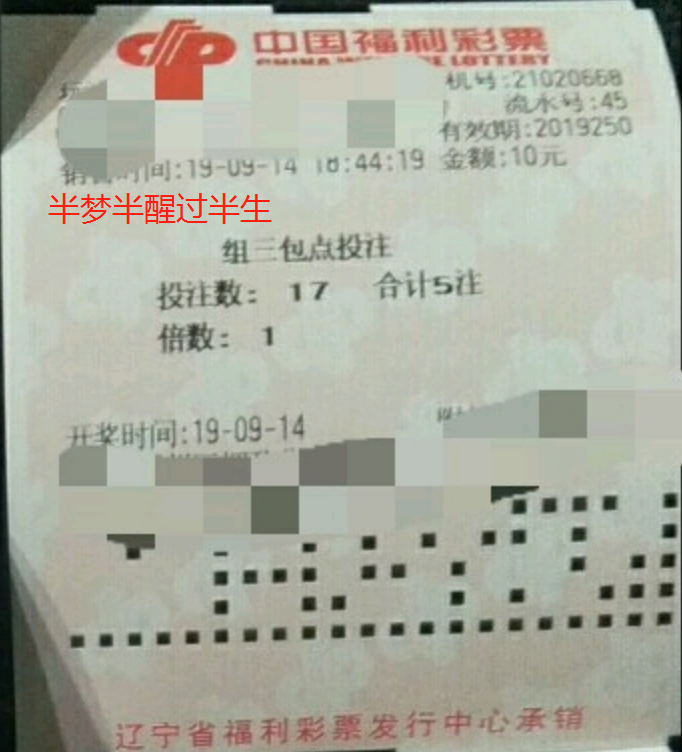 中国福利彩票
CHINA WE LOTTERY
机号:21020668
流水号:45
有效期:2019250
销售时间:19-09-14 18:44:19 金额:10元
半梦半醒过半生
组三包点投注
投注数: 17 合计5注
倍数: 1
开奖时间:19-09-14
辽宁省福利彩票发行中心承销